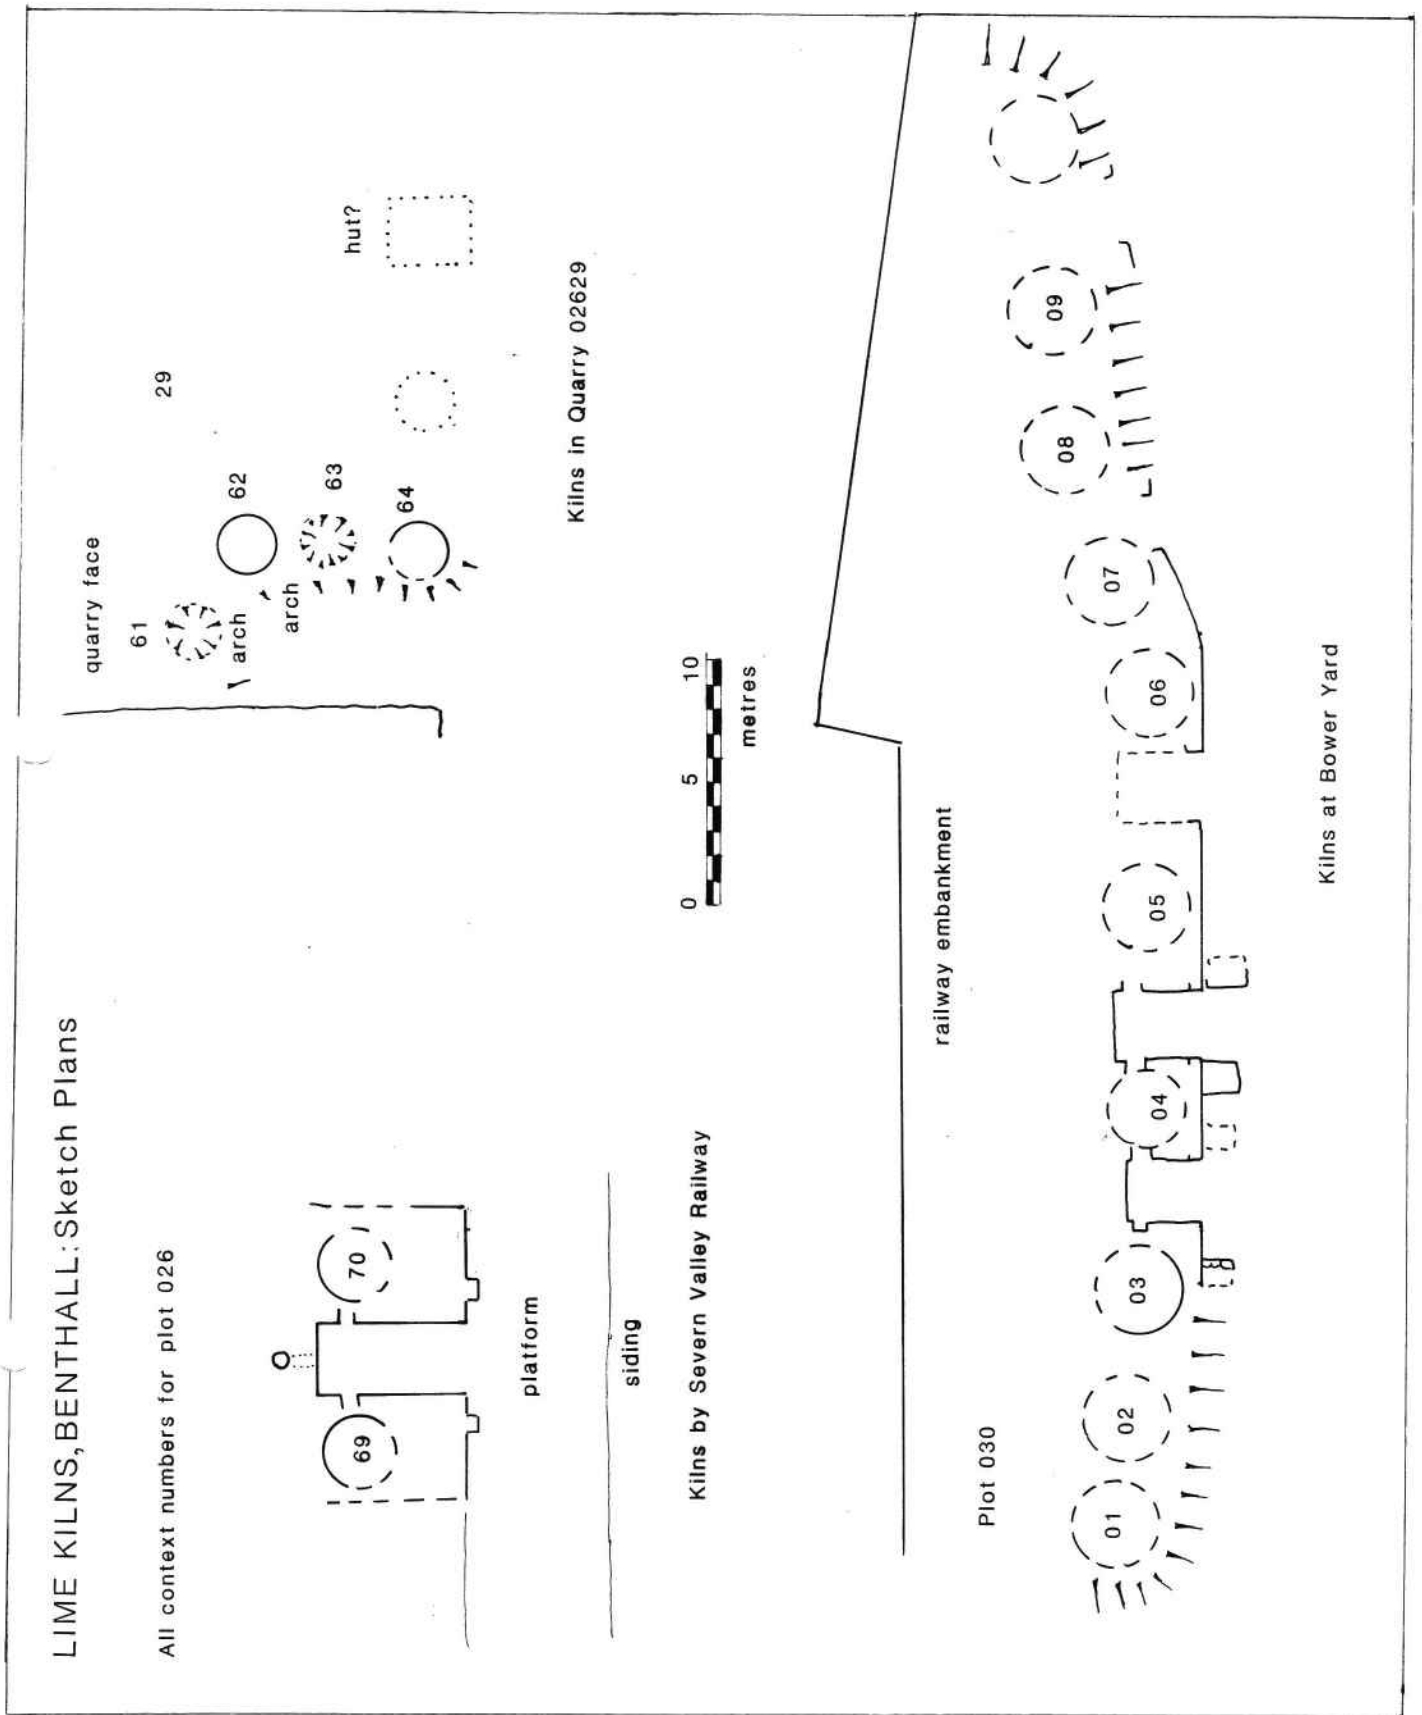 LIME KILNS, BENTHALL: Sketch Plans
All context numbers for plot 026
69
70
platform
siding
Kilns by Severn Valley Railway
quarry face
61
arch
arch
62
63
64
29
hut?
Kilns in Quarry 02629
0 5 10
metres
railway embankment
Plot 030
01
02
03
04
05
06
07
08
09
Kilns at Bower Yard